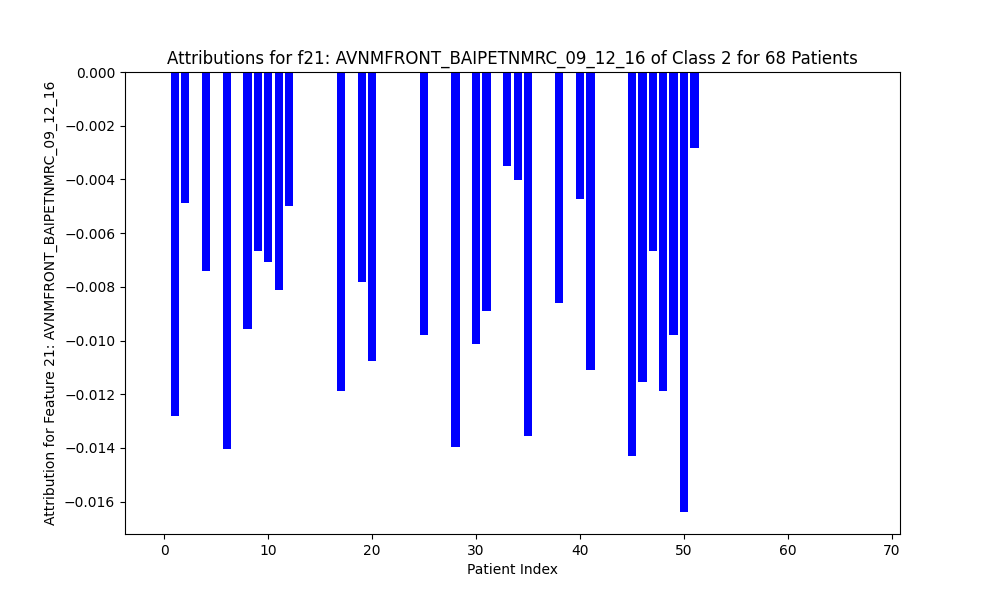 Attributions for f21: AVNMFRONT_BAIPETNMRC_09_12_16 of Class 2 for 68 Patients
Attribution for Feature 21: AVNMFRONT_BAIPETNMRC_09_12_16
0.000
−0.002
−0.004
−0.006
−0.008
−0.010
−0.012
−0.014
−0.016
0 10 20 30 40 50 60 70
Patient Index